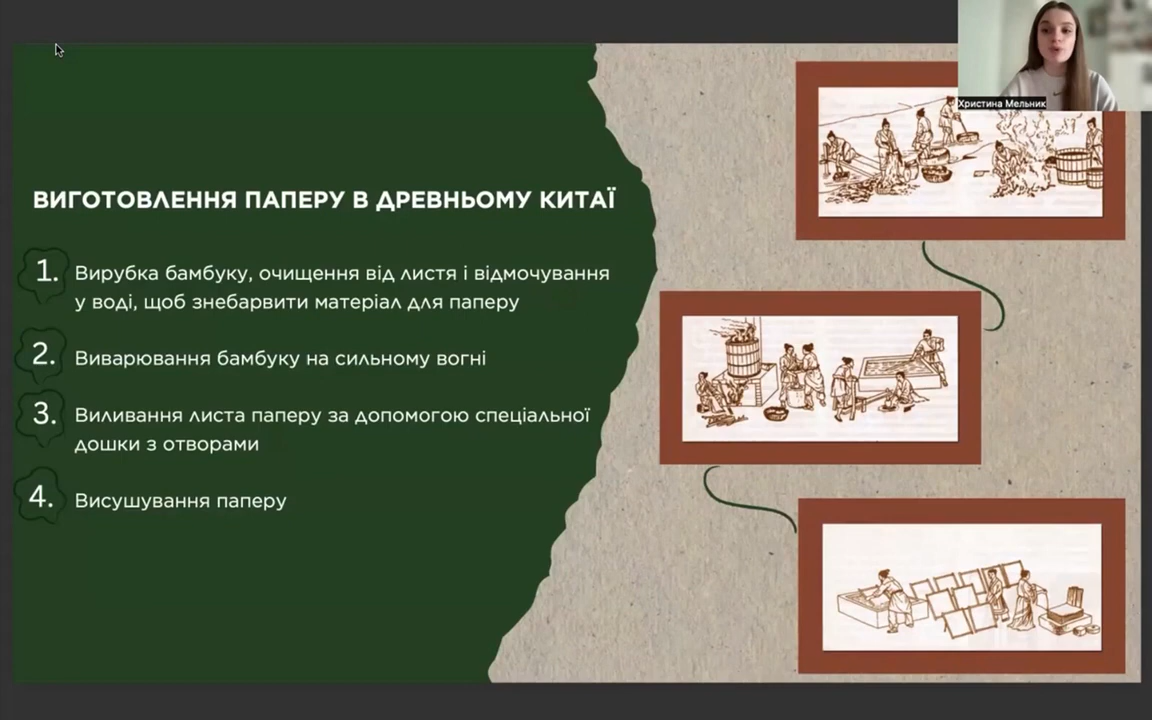 Христина Мельник
ВИГОТОВЛЕННЯ ПАПЕРУ В ДРЕВНЬОМУ КИТАЇ
1. Вирубка бамбуку, очищення від листя і відмочування
у воді, щоб знебарвити матеріал для паперу
2. Виварювання бамбуку на сильному вогні
3. Виливання листа паперу за допомогою спеціальної
дошки з отворами
4. Висушування паперу